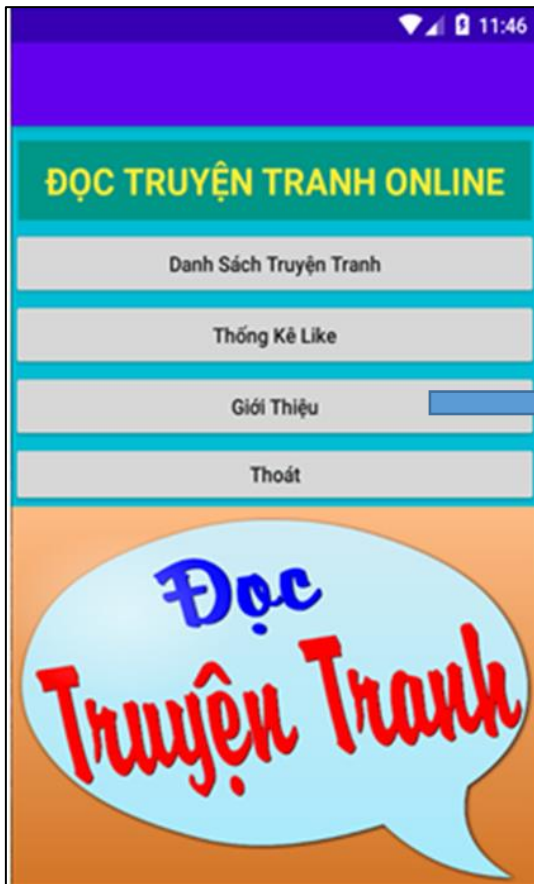 11:46
ĐỌC TRUYỆN TRANH ONLINE
Danh Sách Truyện Tranh
Thống Kê Like
Giới Thiệu
Thoát
Đọc
Truyện Tranh